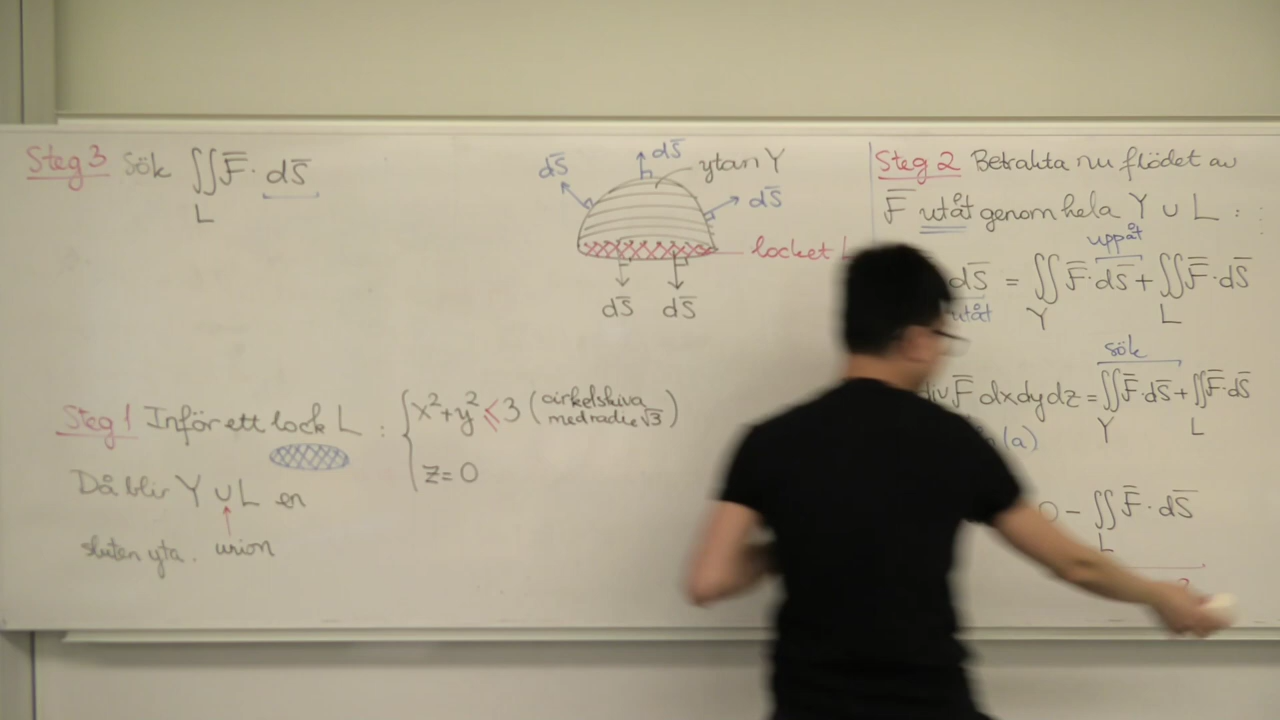 Steg 3 Sök ∬ F̅ · dS̅
L
dS̅
dS̅
ytan Y
dS̅
locket L
dS̅ dS̅
Steg 1 Inför ett lock L : { x² + y² ≤ 3 (cirkelskiva med radie √3)
z = 0
Då blir Y ∪ L en
sluten yta. union
Steg 2 Betrakta nu flödet av
F̅ utåt genom hela Y ∪ L :
uppåt
dS̅ = ∬ F̅ · dS̅ + ∬ F̅ · dS̅
utåt Y L
sök
div F̅ dxdydz = ∬ F̅ · dS̅ + ∬ F̅ · dS̅
(a) Y L
0 − ∬ F̅ · dS̅
L
?